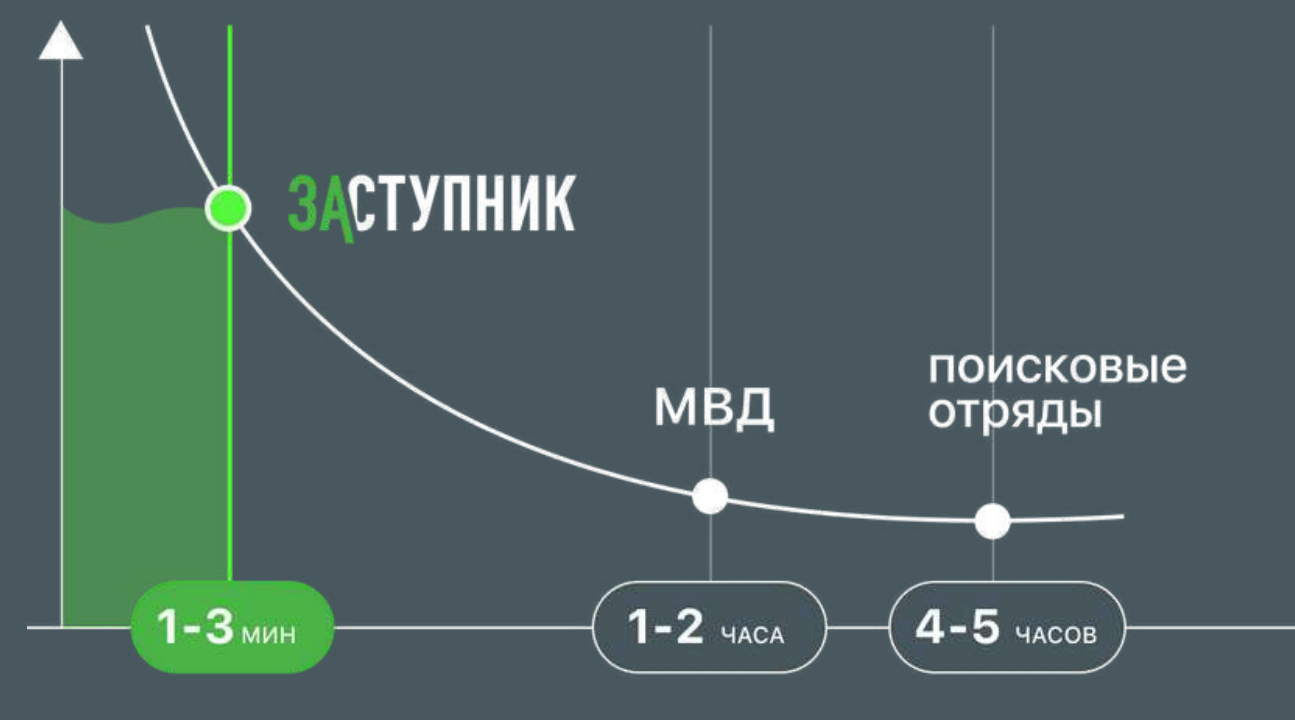 ЗАСТУПНИК
МВД
поисковые
отряды
1-3 мин
1-2 часа
4-5 часов